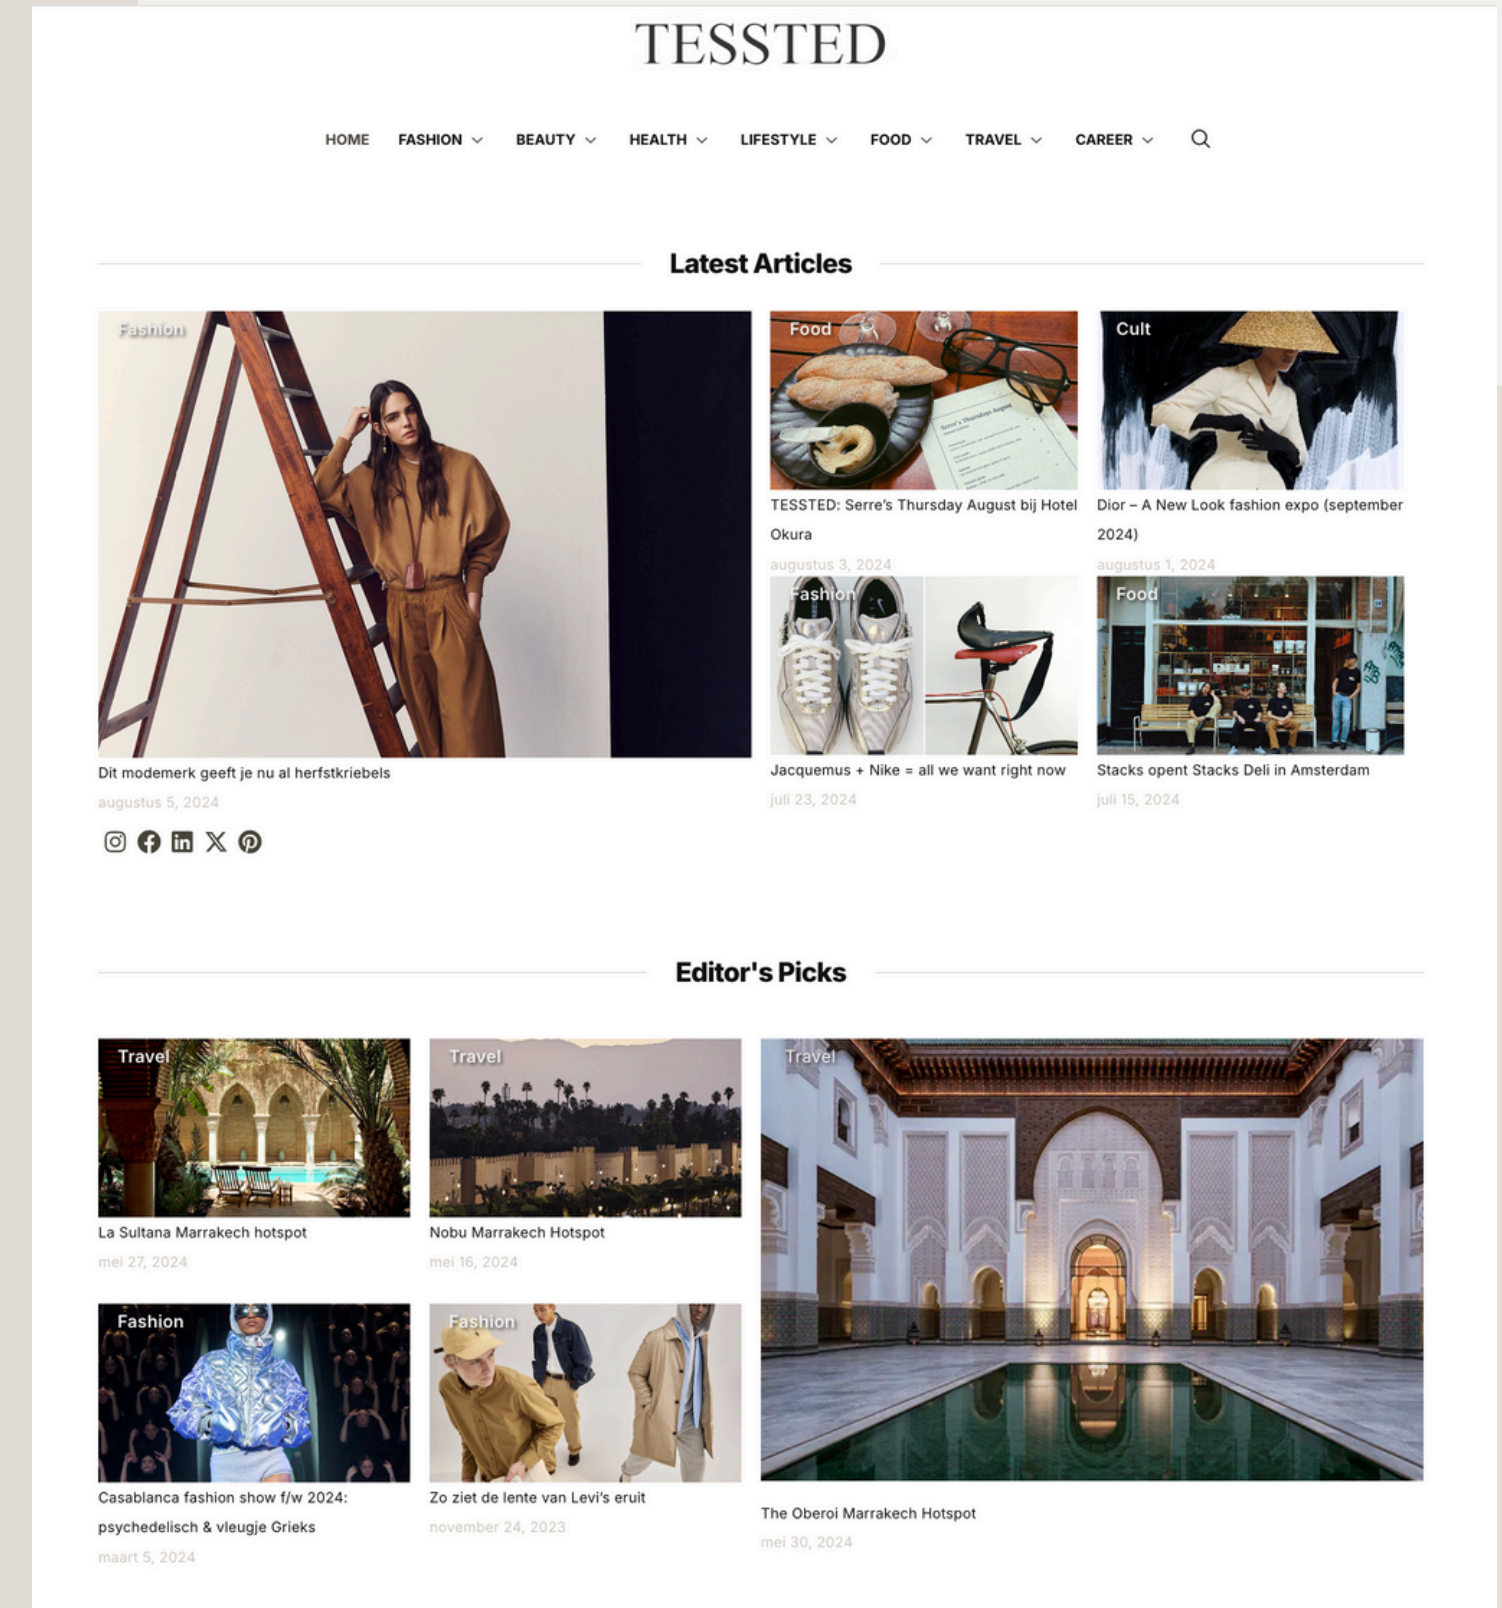 TESSTED
HOME FASHION BEAUTY HEALTH LIFESTYLE FOOD TRAVEL CAREER
Latest Articles
Fashion
Dit modemerk geeft je nu al herfstkriebels
augustus 5, 2024
Food
Serre's Thursdays August
TESSTED: Serre’s Thursday August bij Hotel
Okura
augustus 3, 2024
Cult
Dior – A New Look fashion expo (september
2024)
augustus 1, 2024
Fashion
Jacquemus + Nike = all we want right now
juli 23, 2024
Food
Stacks opent Stacks Deli in Amsterdam
juli 15, 2024
Editor's Picks
Travel
La Sultana Marrakech hotspot
mei 27, 2024
Travel
Nobu Marrakech Hotspot
mei 16, 2024
Fashion
Casablanca fashion show f/w 2024:
psychedelisch & vleugje Grieks
maart 5, 2024
Fashion
Zo ziet de lente van Levi’s eruit
november 24, 2023
Travel
The Oberoi Marrakech Hotspot
mei 30, 2024